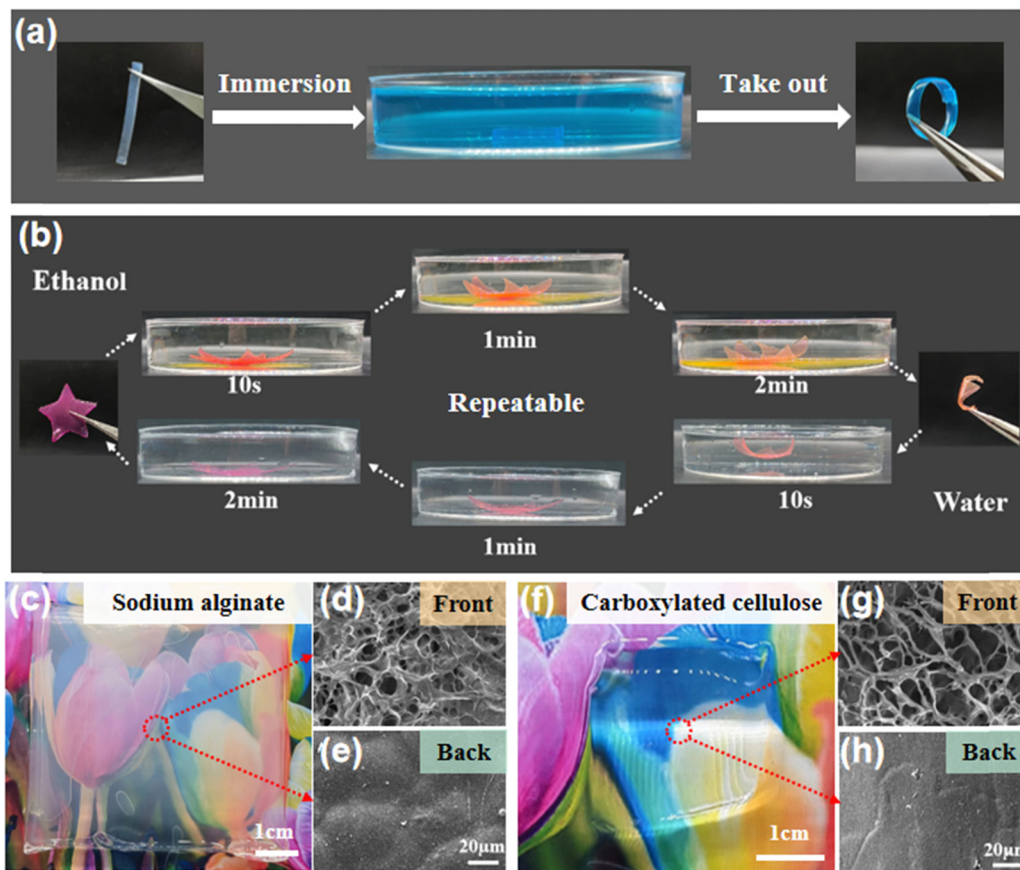 (a)
Immersion
Take out
(b)
Ethanol
10s
1min
2min
Repeatable
2min
1min
10s
Water
(c)
Sodium alginate
1cm
(d)
Front
(e)
Back
20μm
(f)
Carboxylated cellulose
1cm
(g)
Front
(h)
Back
20μm